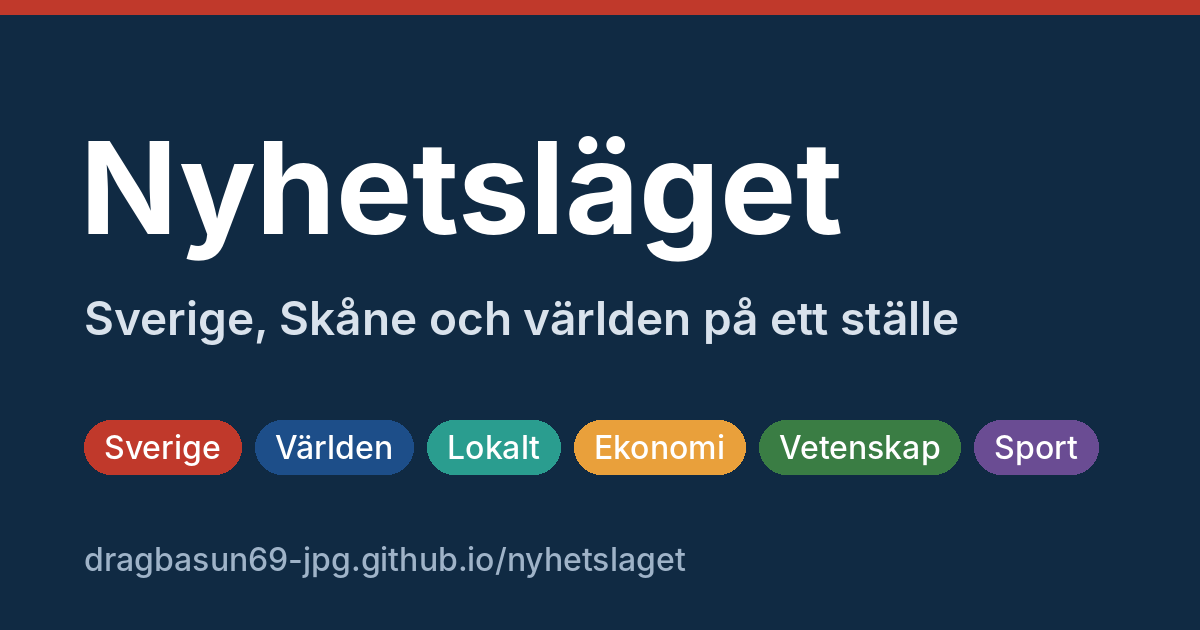 Nyhetsläget
Sverige, Skåne och världen på ett ställe
Sverige Världen Lokalt Ekonomi Vetenskap Sport
dragbasun69-jpg.github.io/nyhetslaget